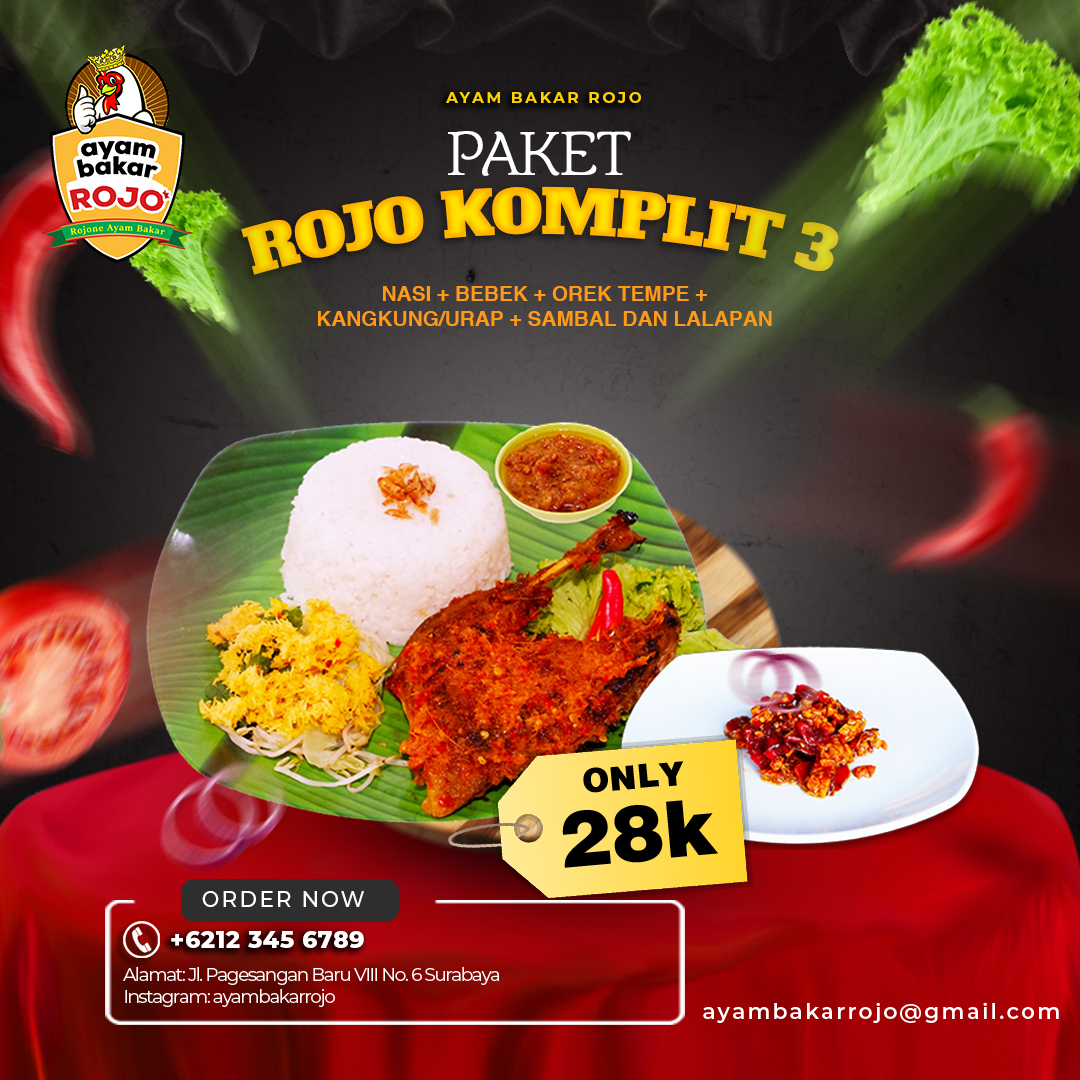 ayam
bakar
ROJO't
Rojone Ayam Bakar
AYAM BAKAR ROJO
PAKET
ROJO KOMPLIT 3
NASI + BEBEK + OREK TEMPE +
KANGKUNG/URAP + SAMBAL DAN LALAPAN
ONLY
28k
ORDER NOW
+6212 345 6789
Alamat: Jl. Pagesangan Baru VIII No. 6 Surabaya
Instagram: ayambakarrojo
ayambakarrojo@gmail.com